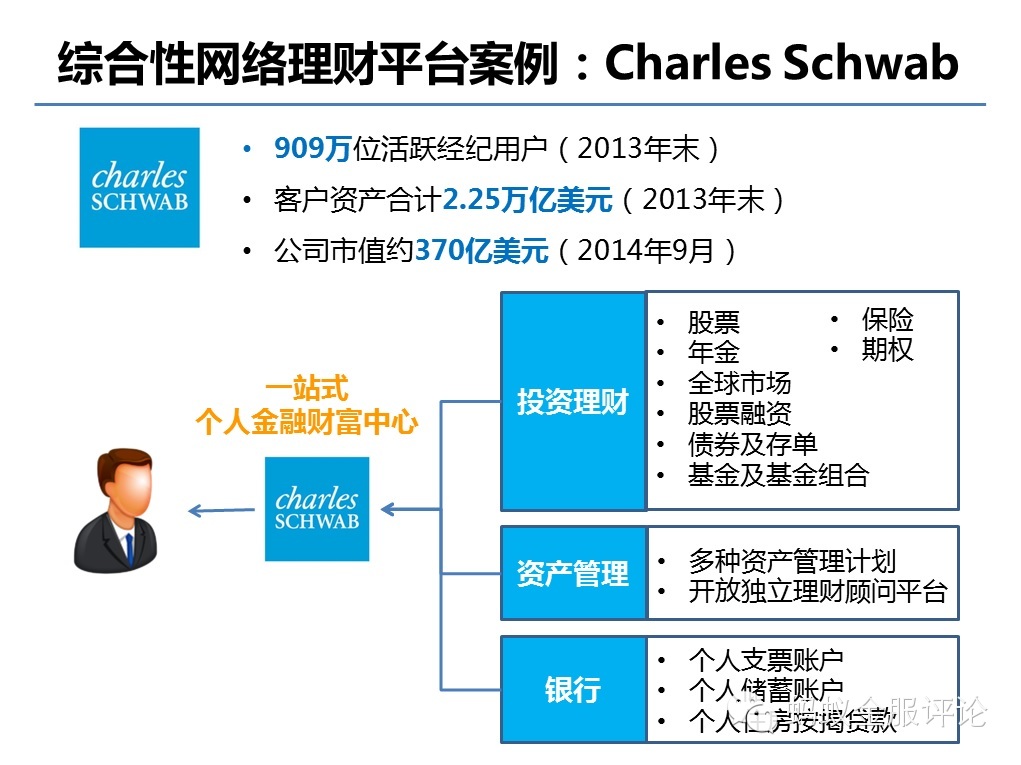 综合性网络理财平台案例：Charles Schwab
charles
SCHWAB
• 909万位活跃经纪用户（2013年末）
• 客户资产合计2.25万亿美元（2013年末）
• 公司市值约370亿美元（2014年9月）
一站式
个人金融财富中心
charles
SCHWAB
投资理财
• 股票
• 年金
• 全球市场
• 股票融资
• 债券及存单
• 基金及基金组合
• 保险
• 期权
资产管理
• 多种资产管理计划
• 开放独立理财顾问平台
银行
• 个人支票账户
• 个人储蓄账户
• 个人住房按揭贷款
蚂蚁金服评论